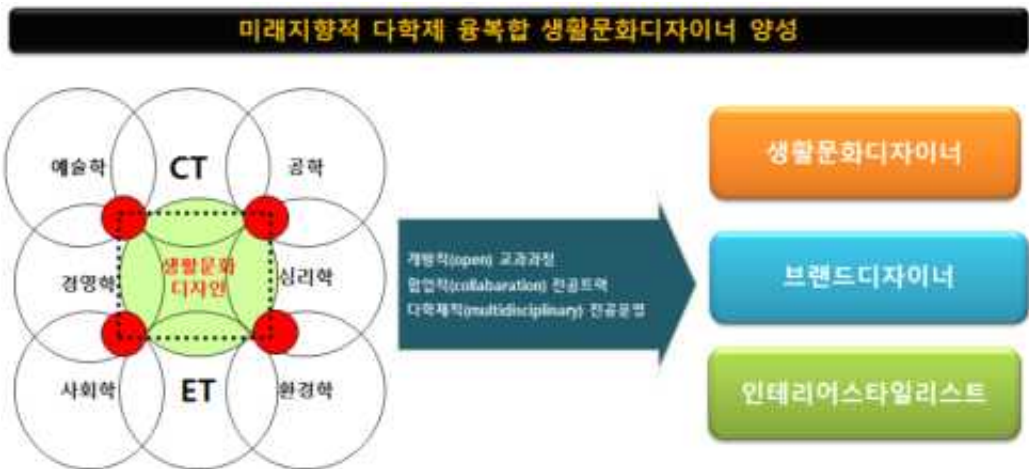 미래지향적 다학제 융복합 생활문화디자이너 양성
예술학
CT
공학
경영학
생활문화
디자인
심리학
사회학
ET
환경학
개방적(open) 교과과정
협업적(collabaration) 전공트랙
다학제적(multidisciplinary) 전공운영
생활문화디자이너
브랜드디자이너
인테리어스타일리스트